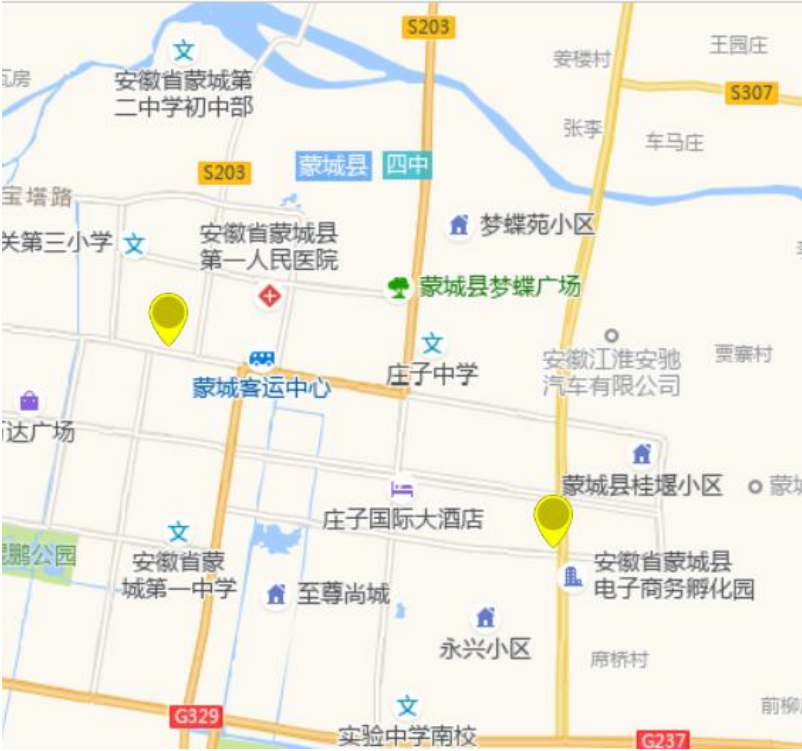 S203
王园庄
姜楼村
安徽省蒙城第
二中学初中部
瓦房
S307
张李
车马庄
S203
蒙城县
四中
宝塔路
梦蝶苑小区
安徽省蒙城县
第一人民医院
关第三小学
蒙城县梦蝶广场
庄子中学
安徽江淮安驰
汽车有限公司
贾寨村
蒙城客运中心
达广场
蒙城县桂堰小区
蒙城
庄子国际大酒店
安徽省蒙
城第一中学
鹏公园
安徽省蒙城县
电子商务孵化园
至尊尚城
永兴小区
席桥村
前柳
G329
实验中学南校
G237